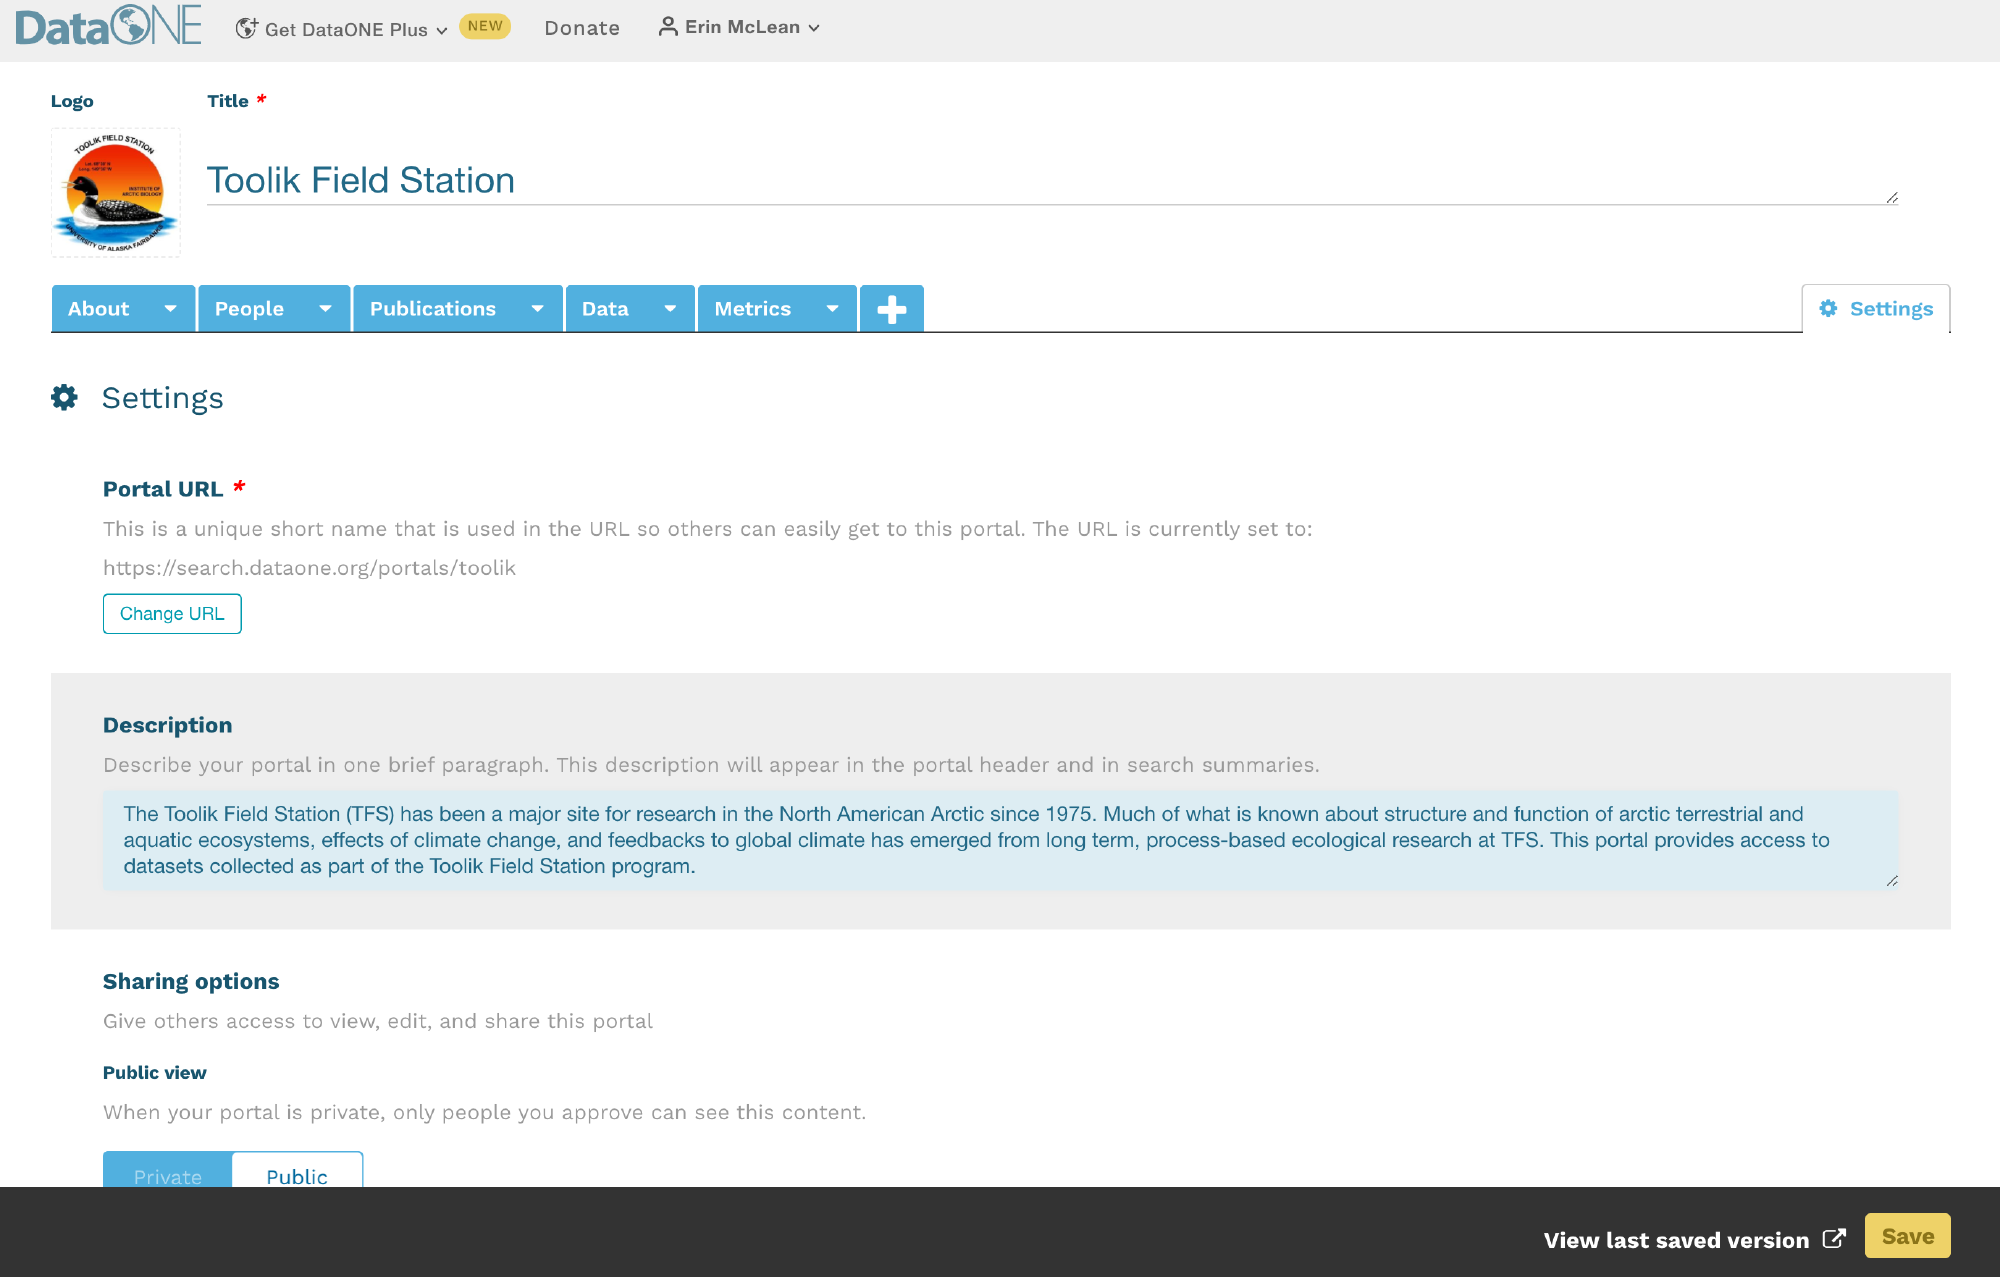 DataONE
Get DataONE Plus
NEW
Donate
Erin McLean
Logo
Title *
TOOLIK FIELD STATION
INSTITUTE OF
ARCTIC BIOLOGY
UNIVERSITY OF ALASKA FAIRBANKS
Toolik Field Station
About
People
Publications
Data
Metrics
Settings
Settings
Portal URL *
This is a unique short name that is used in the URL so others can easily get to this portal. The URL is currently set to:
https://search.dataone.org/portals/toolik
Change URL
Description
Describe your portal in one brief paragraph. This description will appear in the portal header and in search summaries.
The Toolik Field Station (TFS) has been a major site for research in the North American Arctic since 1975. Much of what is known about structure and function of arctic terrestrial and
aquatic ecosystems, effects of climate change, and feedbacks to global climate has emerged from long term, process-based ecological research at TFS. This portal provides access to
datasets collected as part of the Toolik Field Station program.
Sharing options
Give others access to view, edit, and share this portal
Public view
When your portal is private, only people you approve can see this content.
Private
Public
View last saved version
Save